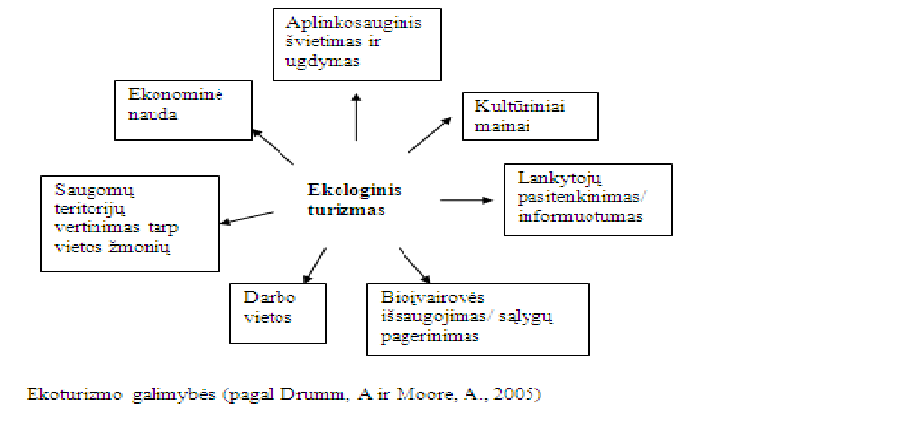 Aplinkosauginis
švietimas ir
ugdymas
Ekonominė
nauda
Kultūriniai
mainai
Saugomų
teritorijų
vertinimas tarp
vietos žmonių
Ekologinis
turizmas
Lankytojų
pasitenkinimas/
informuotumas
Darbo
vietos
Bioįvairovės
išsaugojimas/ sąlygų
pagerinimas
Ekoturizmo galimybės (pagal Drumm, A ir Moore, A., 2005)